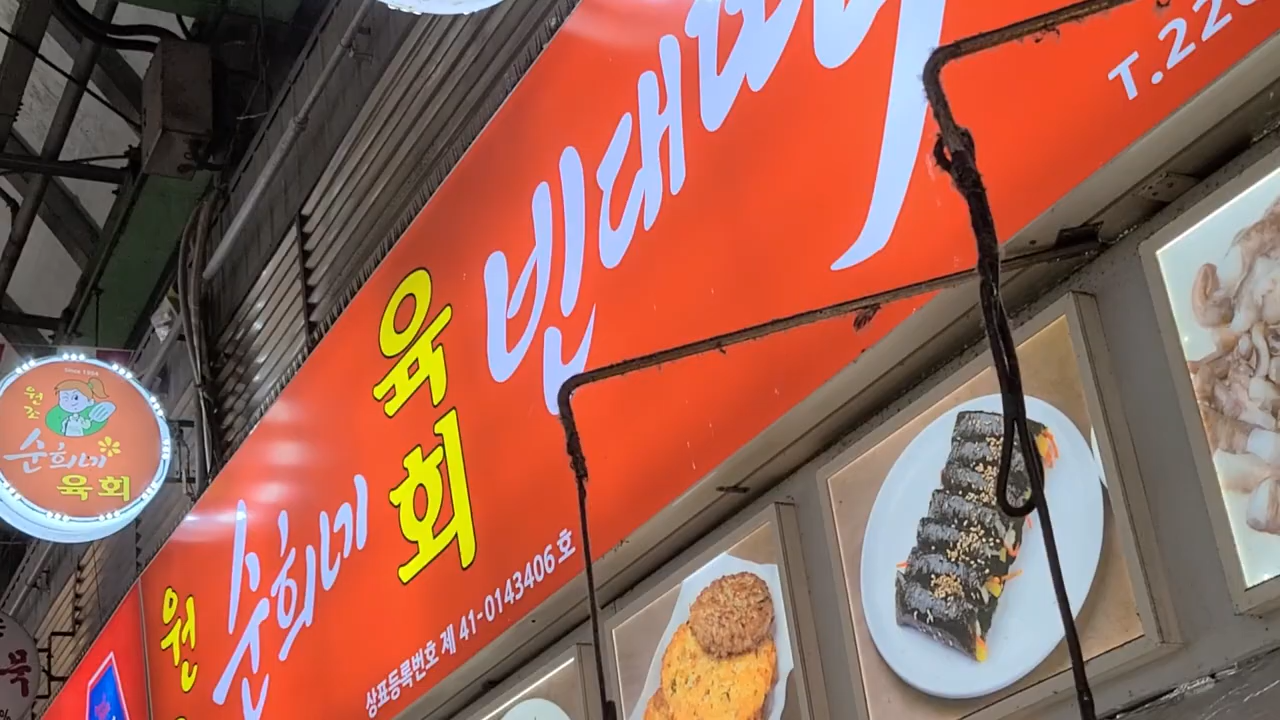 Since 1994
원조
순희네
육회
원
순희네
육회
빈대떡
T.22
상표등록번호 제 41-0143406 호
묵